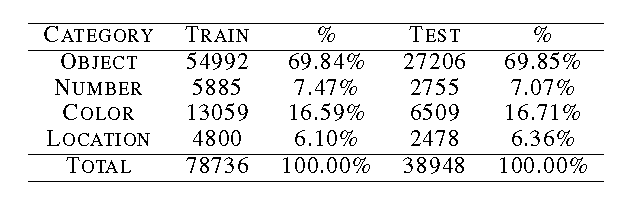 CATEGORY TRAIN % TEST %
OBJECT 54992 69.84% 27206 69.85%
NUMBER 5885 7.47% 2755 7.07%
COLOR 13059 16.59% 6509 16.71%
LOCATION 4800 6.10% 2478 6.36%
TOTAL 78736 100.00% 38948 100.00%